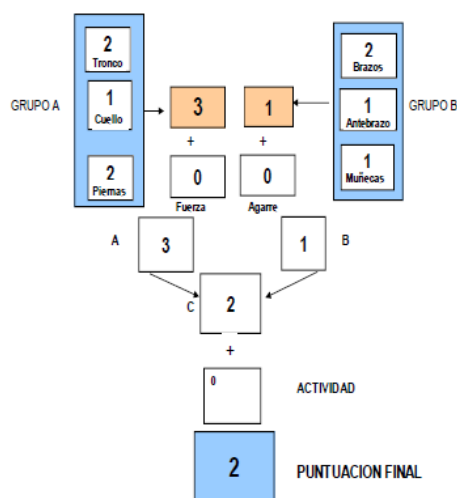 2
Tronco
1
Cuello
2
Piernas
GRUPO A
3
1
2
Brazos
1
Antebrazo
1
Muñecas
GRUPO B
+
+
0
0
Fuerza
Agarre
A
3
1
B
C
2
+
0
ACTIVIDAD
2
PUNTUACION FINAL